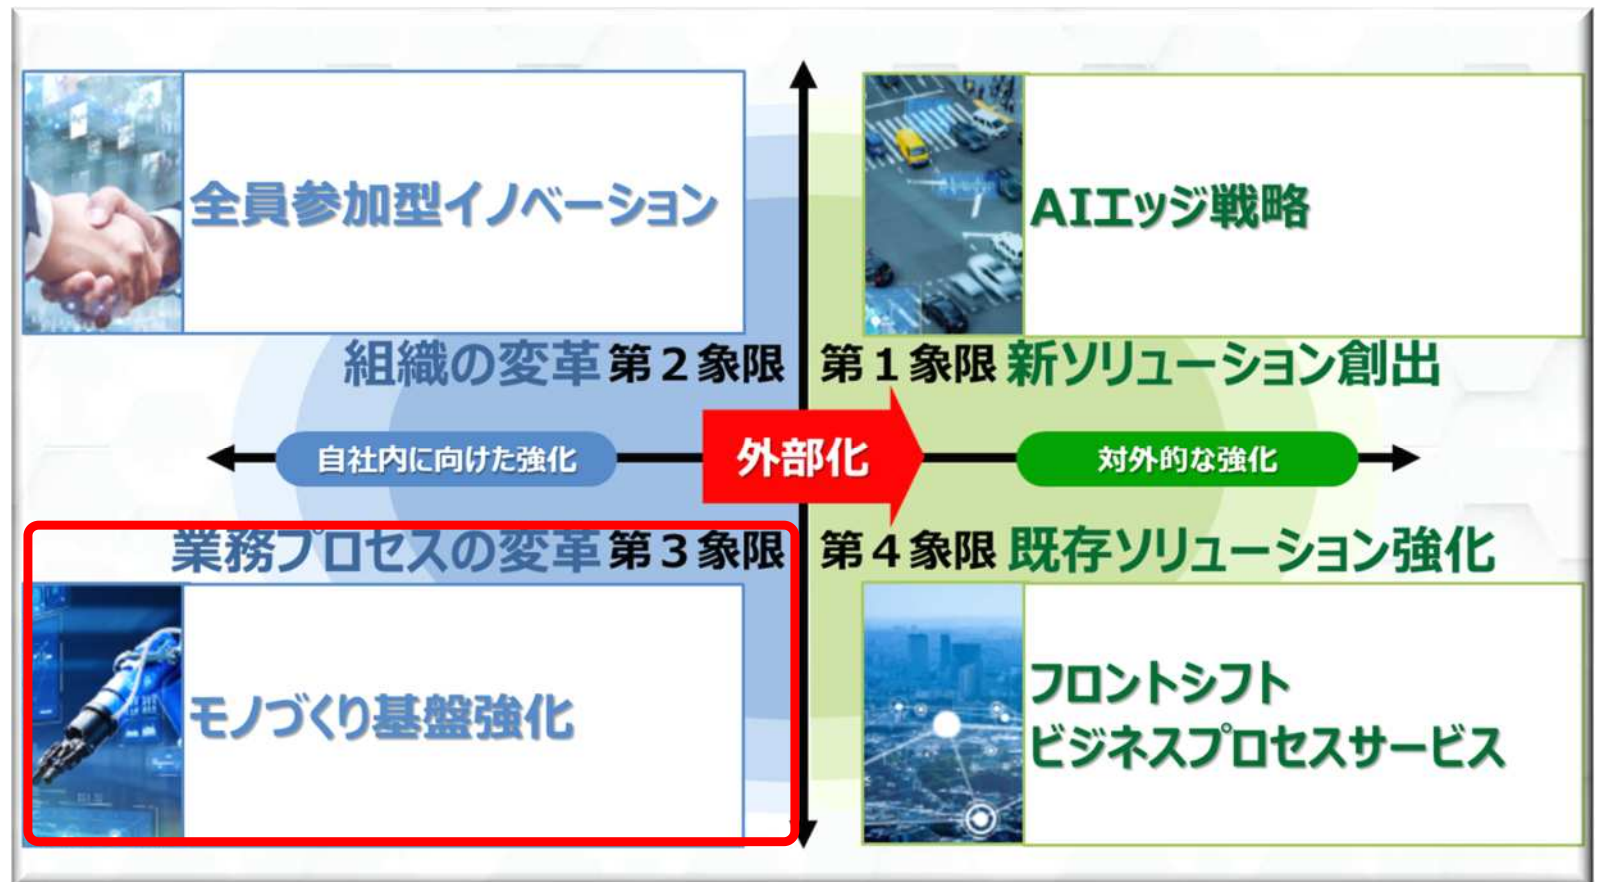 全員参加型イノベーション
AIエッジ戦略
組織の変革 第2象限
第1象限 新ソリューション創出
自社内に向けた強化
外部化
対外的な強化
業務プロセスの変革 第3象限
第4象限 既存ソリューション強化
モノづくり基盤強化
フロントシフト
ビジネスプロセスサービス